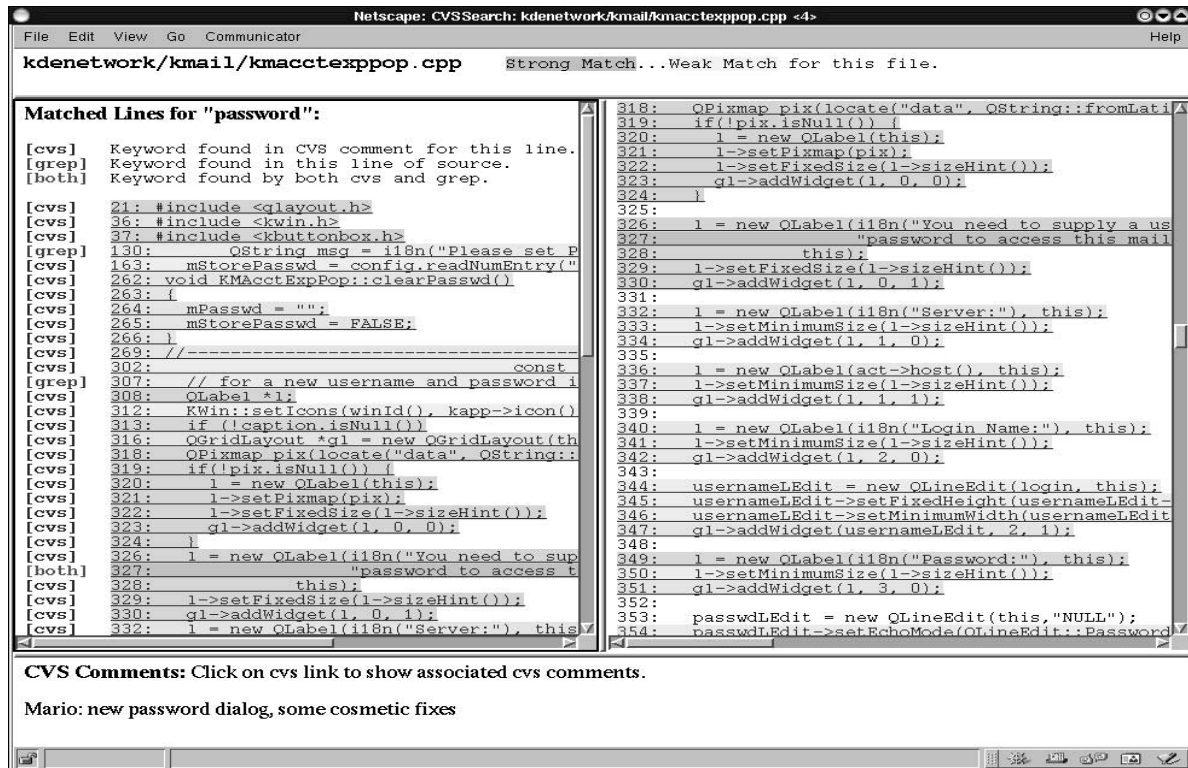 Netscape: CVSSearch: kdenetwork/kmail/kmacctexppop.cpp <4>
File Edit View Go Communicator Help
kdenetwork/kmail/kmacctexppop.cpp Strong Match...Weak Match for this file.
Matched Lines for "password":
[cvs] Keyword found in CVS comment for this line.
[grep] Keyword found in this line of source.
[both] Keyword found by both cvs and grep.
[cvs] 21: #include <qlayout.h>
[cvs] 36: #include <kwin.h>
[cvs] 37: #include <kbuttonbox.h>
[grep] 130: QString msg = i18n("Please set P
[cvs] 163: mStorePasswd = config.readNumEntry("
[cvs] 262: void KMAcctExpPop::clearPasswd()
[cvs] 263: {
[cvs] 264: mPasswd = "";
[cvs] 265: mStorePasswd = FALSE;
[cvs] 266: }
[cvs] 269: //---------------------------------------
[cvs] 302: const
[grep] 307: // for a new username and password i
[cvs] 308: QLabel *l;
[cvs] 312: KWin::setIcons(winId(), kapp->icon()
[cvs] 313: if (!caption.isNull())
[cvs] 316: QGridLayout *gl = new QGridLayout(th
[cvs] 318: QPixmap pix(locate("data", QString::
[cvs] 319: if(!pix.isNull()) {
[cvs] 320: l = new QLabel(this);
[cvs] 321: l->setPixmap(pix);
[cvs] 322: l->setFixedSize(l->sizeHint());
[cvs] 323: gl->addWidget(l, 0, 0);
[cvs] 324: }
[cvs] 326: l = new QLabel(i18n("You need to sup
[both] 327: "password to access t
[cvs] 328: this);
[cvs] 329: l->setFixedSize(l->sizeHint());
[cvs] 330: gl->addWidget(l, 0, 1);
[cvs] 332: l = new QLabel(i18n("Server:"), this
318: QPixmap pix(locate("data", QString::fromLati
319: if(!pix.isNull()) {
320: l = new QLabel(this);
321: l->setPixmap(pix);
322: l->setFixedSize(l->sizeHint());
323: gl->addWidget(l, 0, 0);
324: }
325:
326: l = new QLabel(i18n("You need to supply a us
327: "password to access this mail
328: this);
329: l->setFixedSize(l->sizeHint());
330: gl->addWidget(l, 0, 1);
331:
332: l = new QLabel(i18n("Server:"), this);
333: l->setMinimumSize(l->sizeHint());
334: gl->addWidget(l, 1, 0);
335:
336: l = new QLabel(act->host(), this);
337: l->setMinimumSize(l->sizeHint());
338: gl->addWidget(l, 1, 1);
339:
340: l = new QLabel(i18n("Login Name:"), this);
341: l->setMinimumSize(l->sizeHint());
342: gl->addWidget(l, 2, 0);
343:
344: usernameLEdit = new QLineEdit(login, this);
345: usernameLEdit->setFixedHeight(usernameLEdit-
346: usernameLEdit->setMinimumWidth(usernameLEdit
347: gl->addWidget(usernameLEdit, 2, 1);
348:
349: l = new QLabel(i18n("Password:"), this);
350: l->setMinimumSize(l->sizeHint());
351: gl->addWidget(l, 3, 0);
352:
353: passwdLEdit = new QLineEdit(this,"NULL");
354: passwdLEdit->setEchoMode(QLineEdit::Password
CVS Comments: Click on cvs link to show associated cvs comments.
Mario: new password dialog, some cosmetic fixes